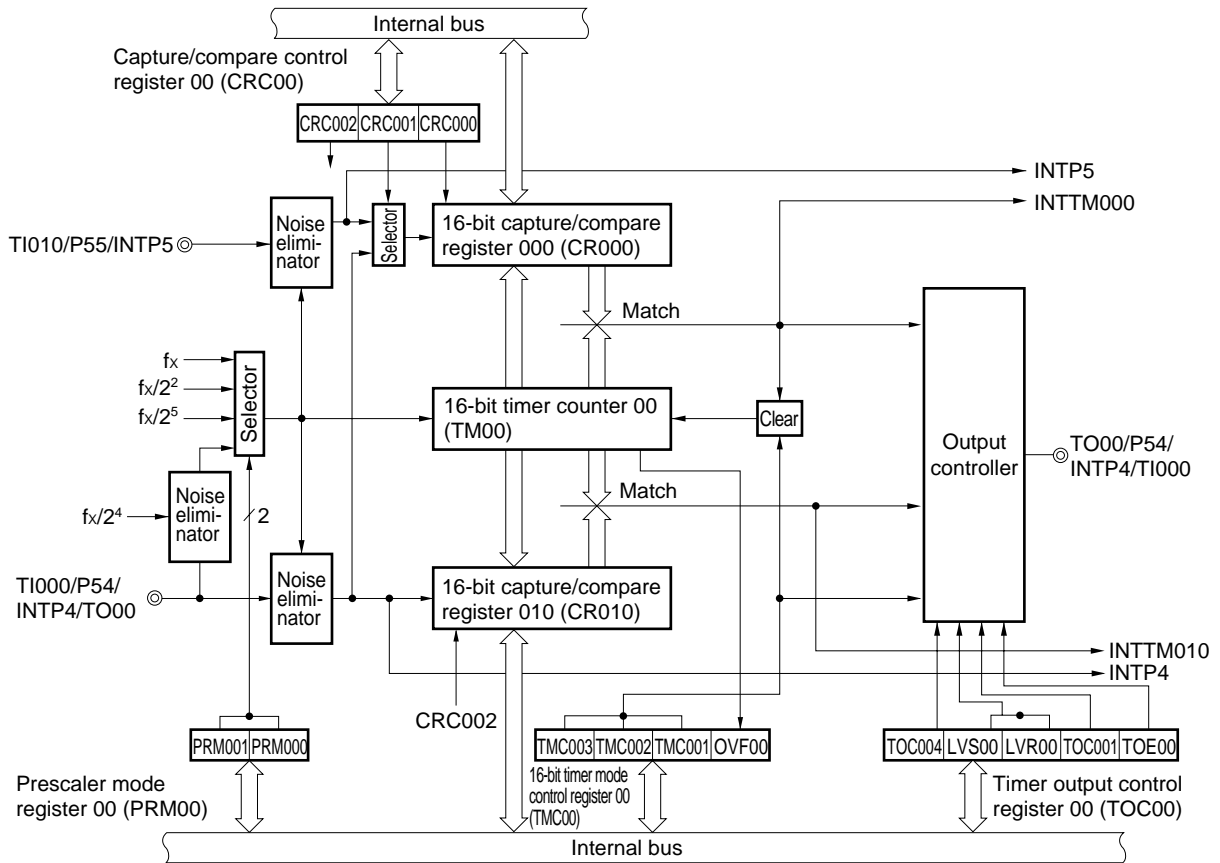 Internal bus
Capture/compare control
register 00 (CRC00)
CRC002 CRC001 CRC000
INTP5
INTTM000
TI010/P55/INTP5
Noise
elimi-
nator
Selector
16-bit capture/compare
register 000 (CR000)
Match
fX
fX/2²
fX/2⁵
Selector
16-bit timer counter 00
(TM00)
Clear
Output
controller
TO00/P54/
INTP4/TI000
fX/2⁴
Noise
elimi-
nator
2
Match
TI000/P54/
INTP4/TO00
Noise
elimi-
nator
16-bit capture/compare
register 010 (CR010)
INTTM010
INTP4
CRC002
PRM001 PRM000
TMC003 TMC002 TMC001 OVF00
TOC004 LVS00 LVR00 TOC001 TOE00
Prescaler mode
register 00 (PRM00)
16-bit timer mode
control register 00
(TMC00)
Timer output control
register 00 (TOC00)
Internal bus